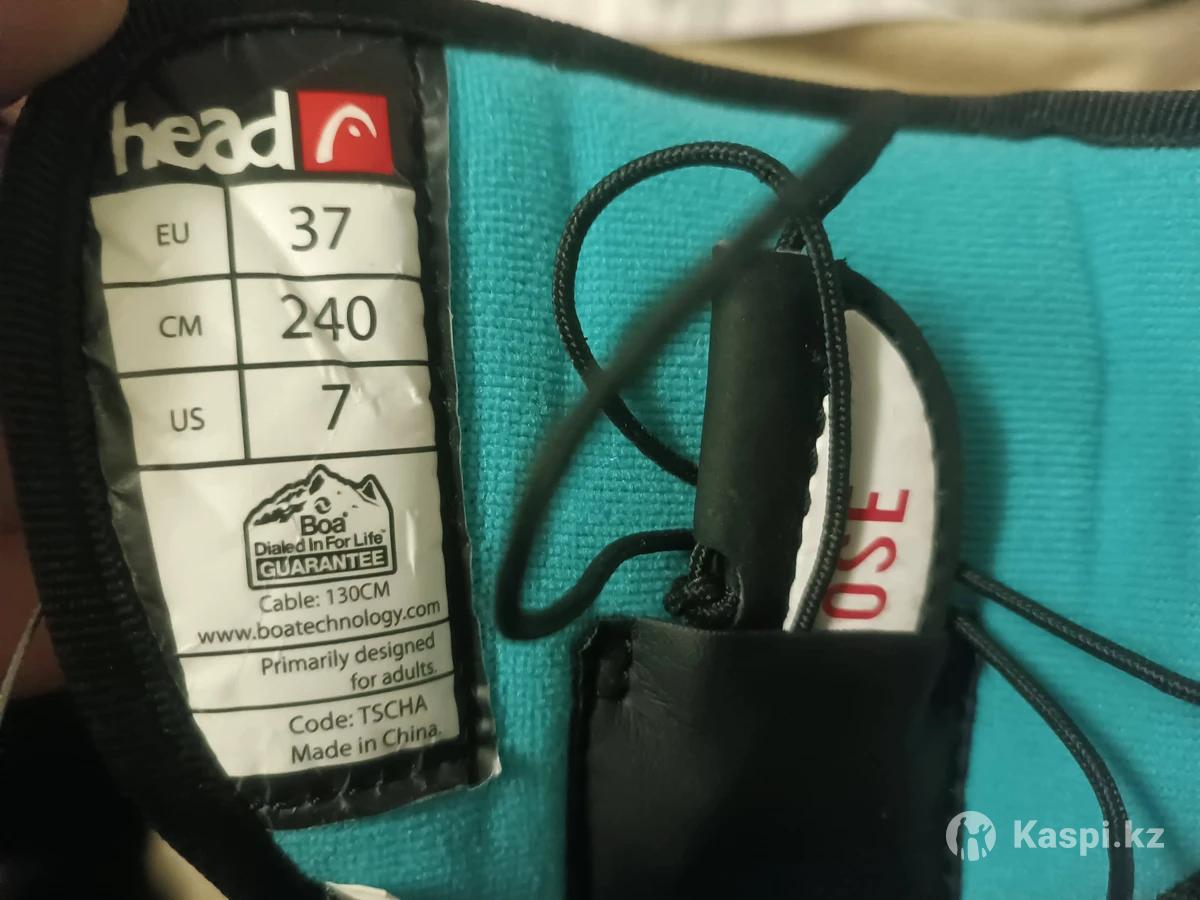 head
EU 37
CM 240
US 7
Boa
Dialed In For Life™
GUARANTEE
Cable: 130CM
www.boatechnology.com
Primarily designed
for adults.
Code: TSCHA
Made in China.
OSE
Kaspi.kz